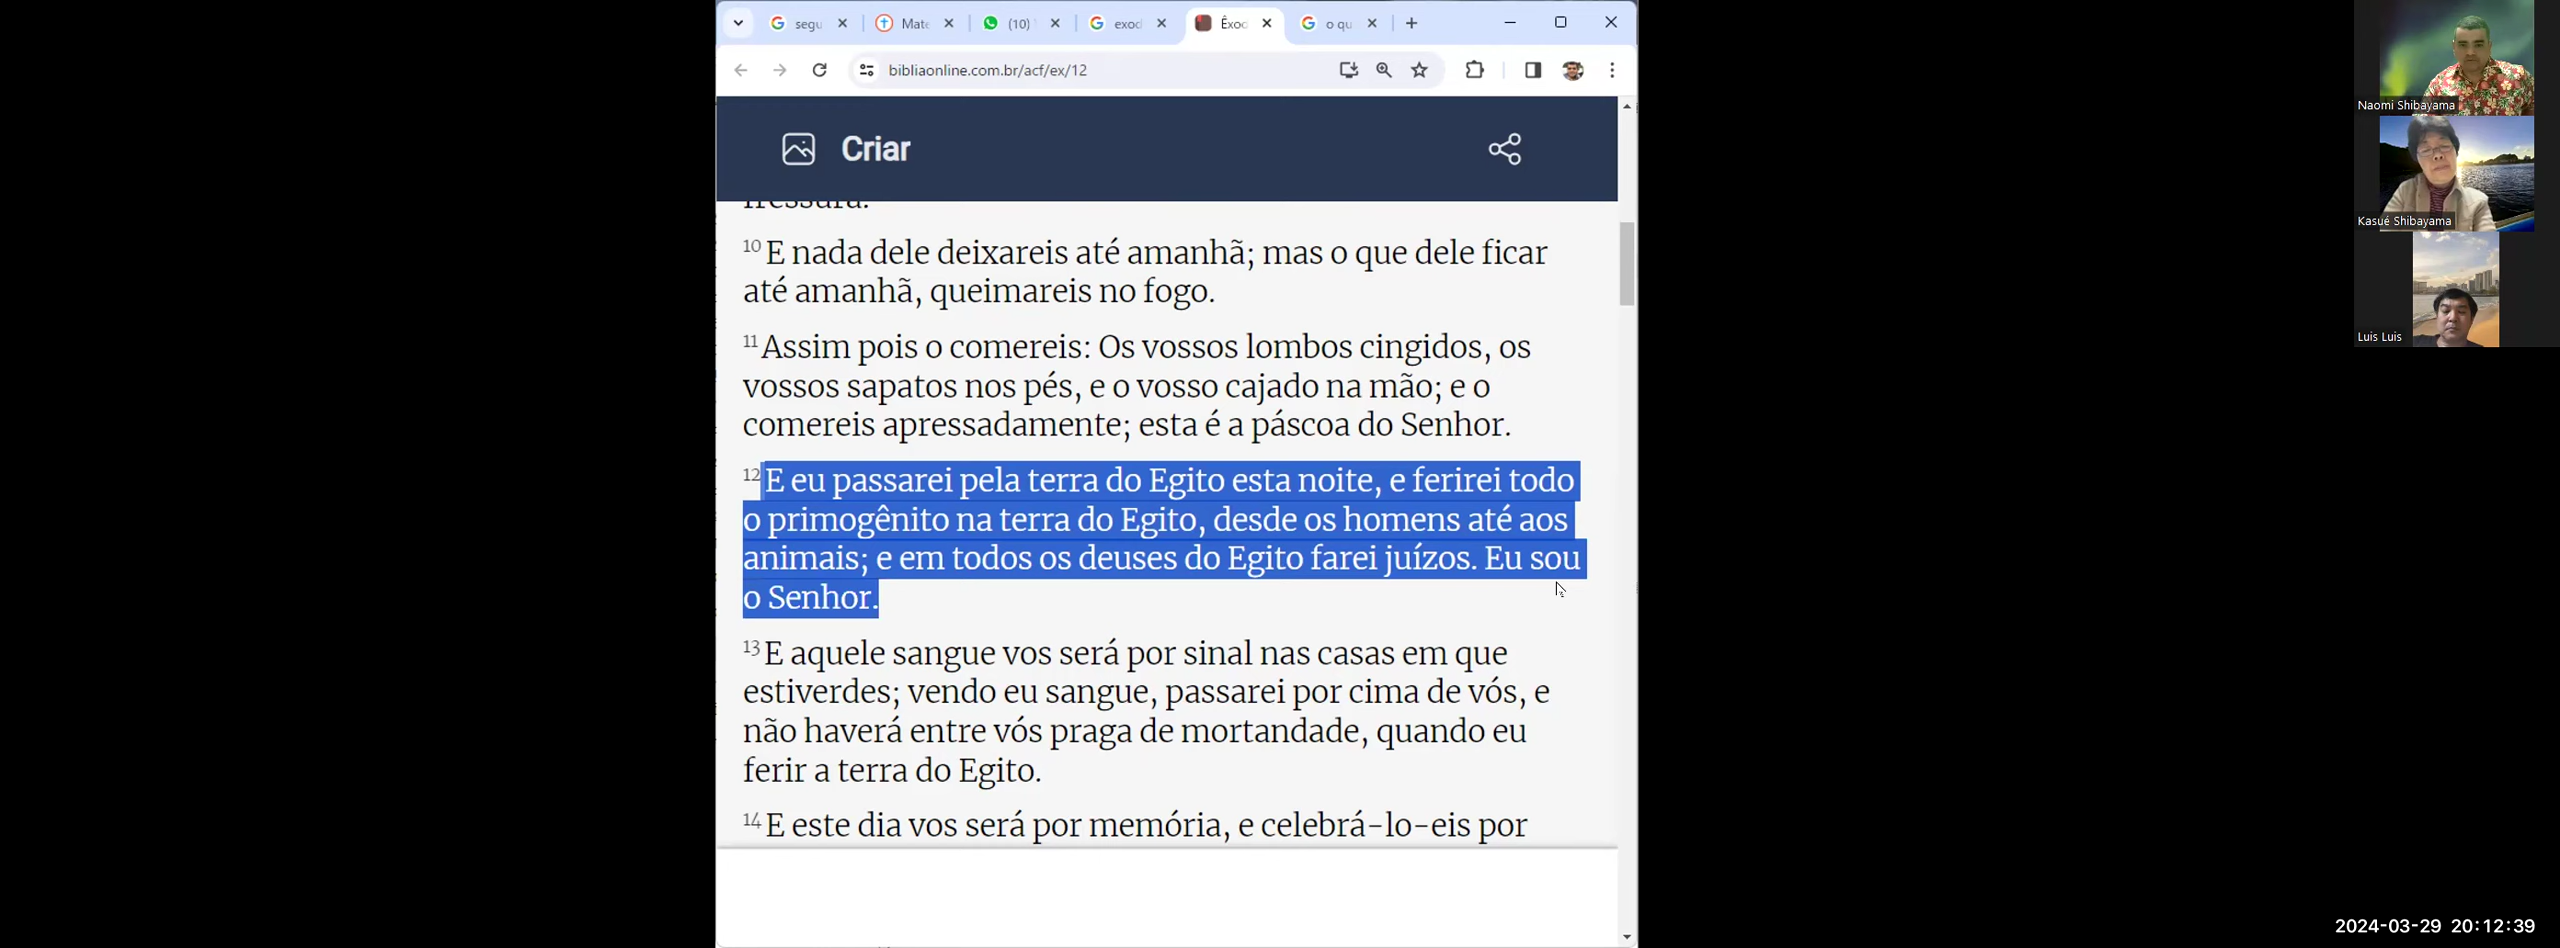 segu
Mate
(10)
exod
Êxod
o qu
bibliaonline.com.br/acf/ex/12
Criar
fressura.
10 E nada dele deixareis até amanhã; mas o que dele ficar
até amanhã, queimareis no fogo.
11 Assim pois o comereis: Os vossos lombos cingidos, os
vossos sapatos nos pés, e o vosso cajado na mão; e o
comereis apressadamente; esta é a páscoa do Senhor.
12 E eu passarei pela terra do Egito esta noite, e ferirei todo
o primogênito na terra do Egito, desde os homens até aos
animais; e em todos os deuses do Egito farei juízos. Eu sou
o Senhor.
13 E aquele sangue vos será por sinal nas casas em que
estiverdes; vendo eu sangue, passarei por cima de vós, e
não haverá entre vós praga de mortandade, quando eu
ferir a terra do Egito.
14 E este dia vos será por memória, e celebrá-lo-eis por
Naomi Shibayama
Kasué Shibayama
Luis Luis
2024-03-29 20:12:39